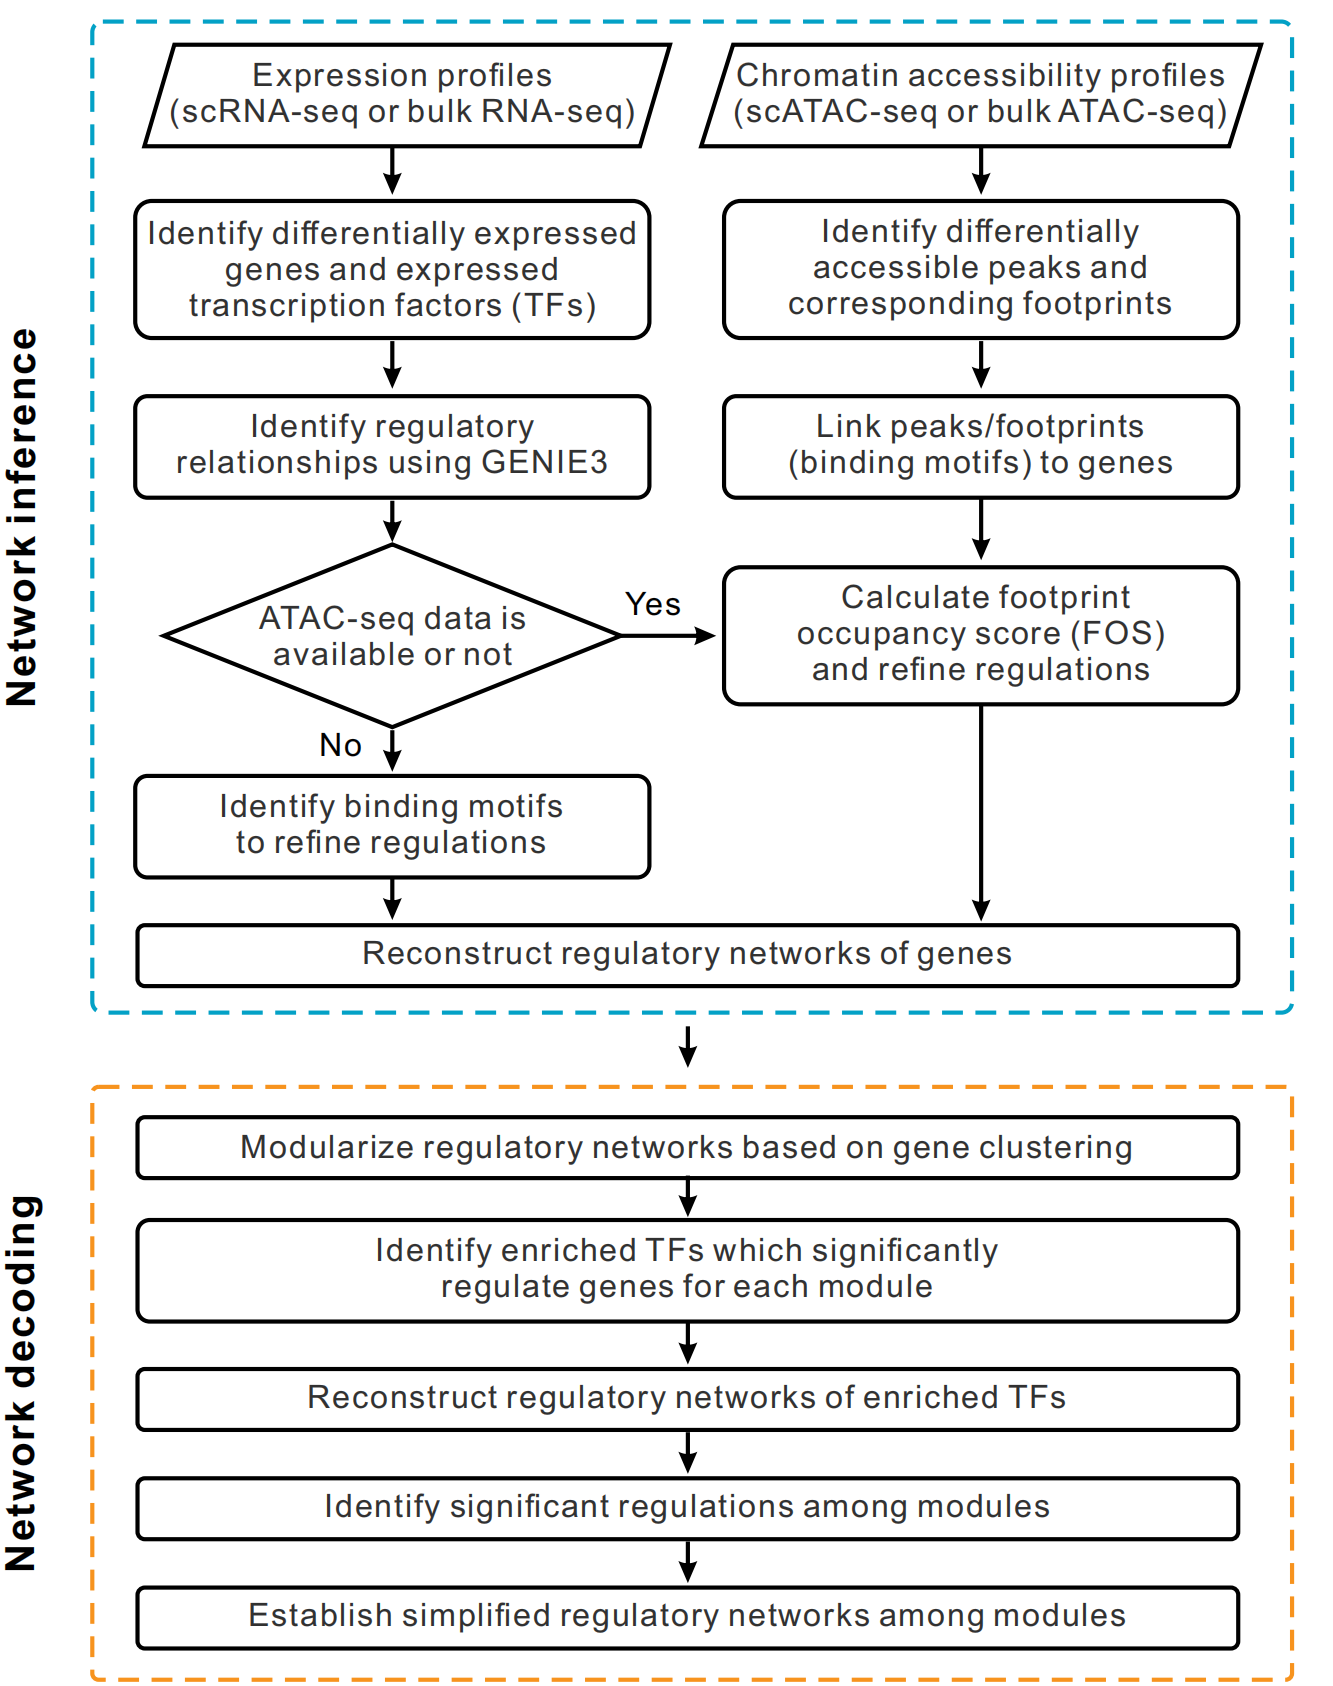 Network inference
Expression profiles
(scRNA-seq or bulk RNA-seq)
Chromatin accessibility profiles
(scATAC-seq or bulk ATAC-seq)
Identify differentially expressed
genes and expressed
transcription factors (TFs)
Identify differentially
accessible peaks and
corresponding footprints
Identify regulatory
relationships using GENIE3
Link peaks/footprints
(binding motifs) to genes
ATAC-seq data is
available or not
Yes
Calculate footprint
occupancy score (FOS)
and refine regulations
No
Identify binding motifs
to refine regulations
Reconstruct regulatory networks of genes
Network decoding
Modularize regulatory networks based on gene clustering
Identify enriched TFs which significantly
regulate genes for each module
Reconstruct regulatory networks of enriched TFs
Identify significant regulations among modules
Establish simplified regulatory networks among modules